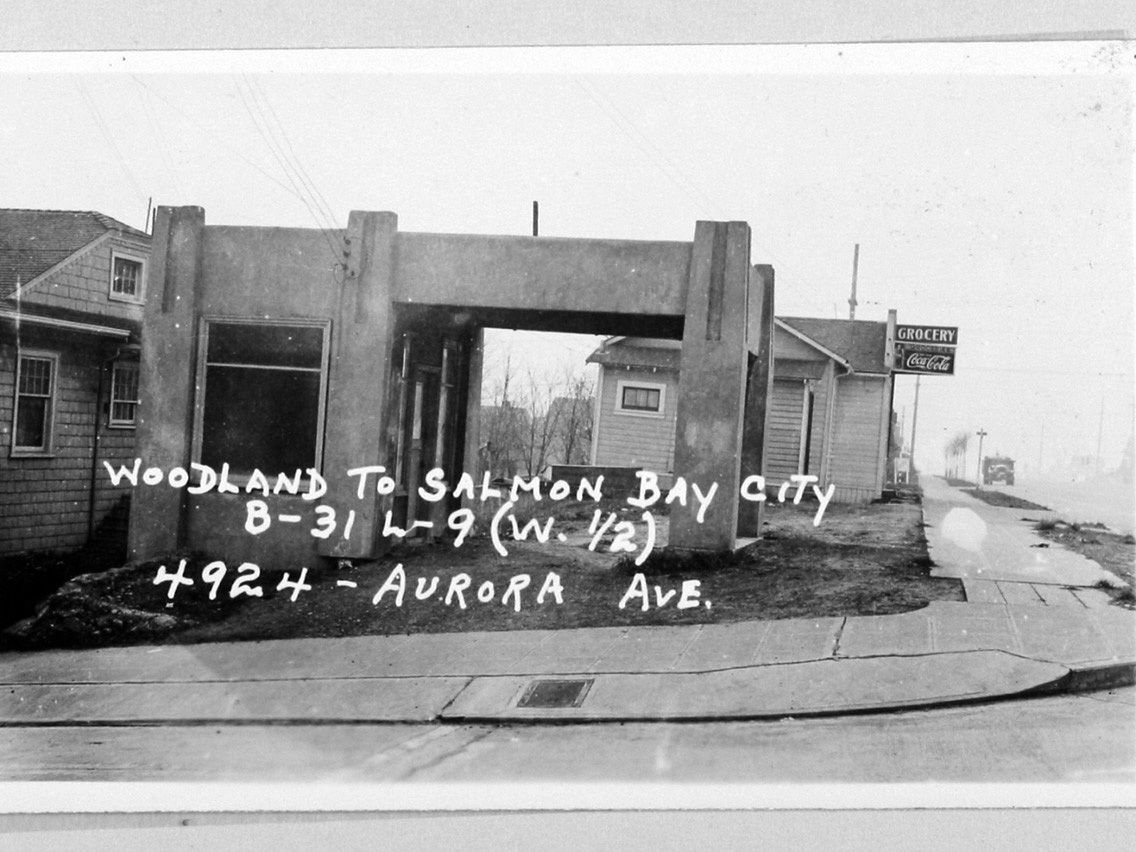 GROCERY
Coca-Cola
WOODLAND TO SALMON BAY CITY
B-31 L-9 (W. 1/2)
4924 - AURORA AVE.